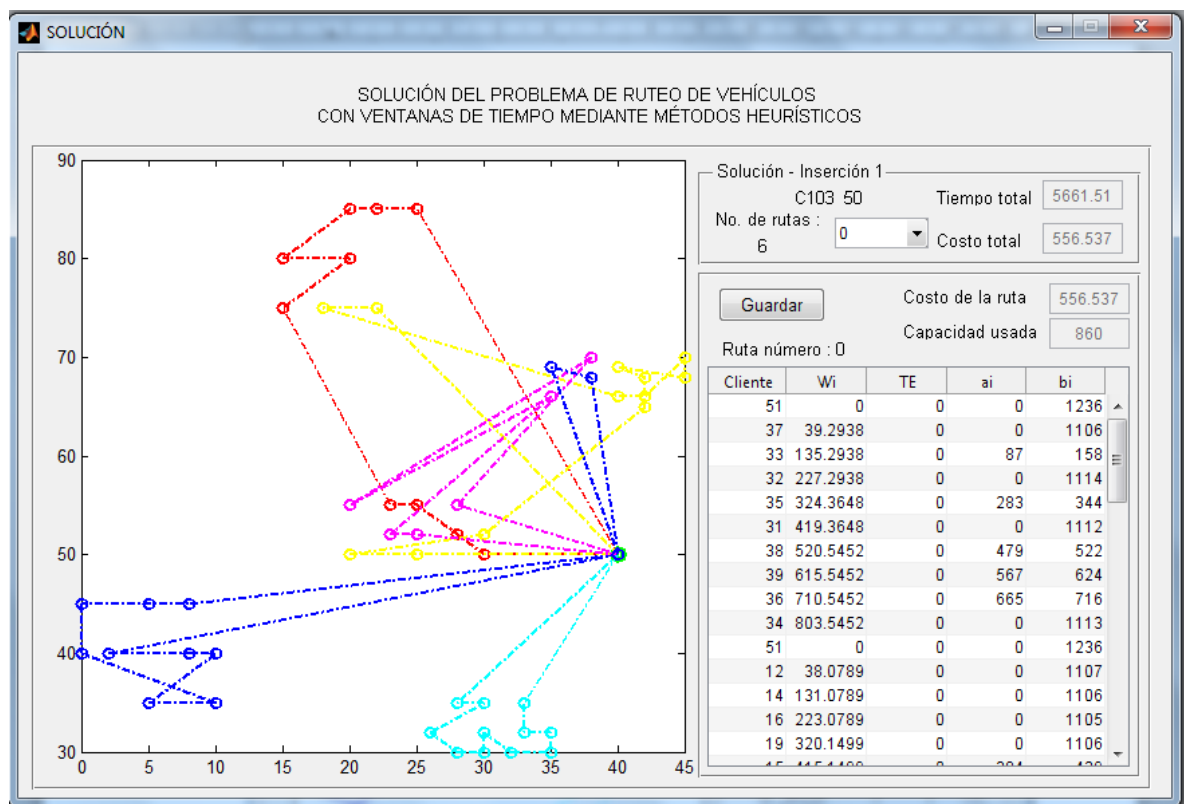 SOLUCIÓN
SOLUCIÓN DEL PROBLEMA DE RUTEO DE VEHÍCULOS
CON VENTANAS DE TIEMPO MEDIANTE MÉTODOS HEURÍSTICOS
90
80
70
60
50
40
30
0 5 10 15 20 25 30 35 40 45
Solución - Inserción 1
C103 50 Tiempo total 5661.51
No. de rutas : 0
6 Costo total 556.537
Guardar Costo de la ruta 556.537
Capacidad usada 860
Ruta número : 0
Cliente Wi TE ai bi
51 0 0 0 1236
37 39.2938 0 0 1106
33 135.2938 0 87 158
32 227.2938 0 0 1114
35 324.3648 0 283 344
31 419.3648 0 0 1112
38 520.5452 0 479 522
39 615.5452 0 567 624
36 710.5452 0 665 716
34 803.5452 0 0 1113
51 0 0 0 1236
12 38.0789 0 0 1107
14 131.0789 0 0 1106
16 223.0789 0 0 1105
19 320.1499 0 0 1106